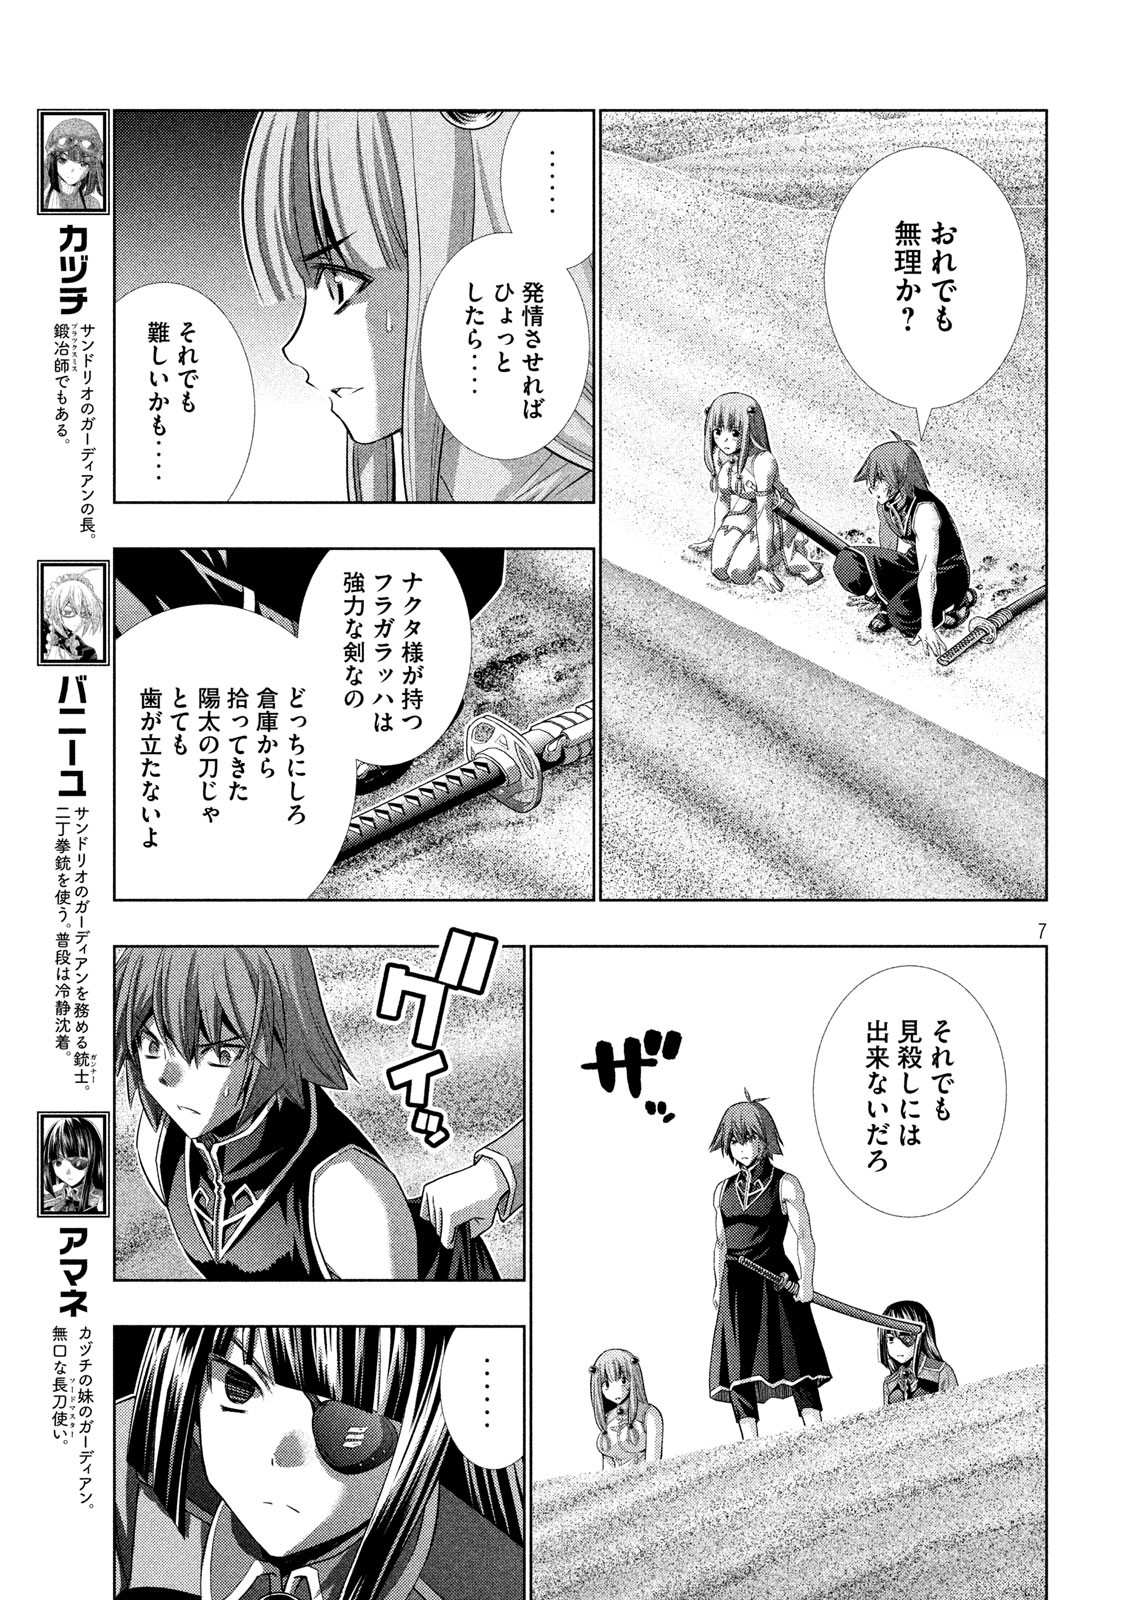 おれでも
無理か?
‥‥‥
発情させれば
ひょっと
したら‥‥
それでも
難しいかも‥‥
ナクタ様が持つ
フラガラッハは
強力な剣なの
どっちにしろ
倉庫から
拾ってきた
陽太の刀じゃ
とても
歯が立たないよ
7
それでも
見殺しには
出来ないだろ
ザッ
グイッ
‥‥‥
カヅチ
サンドリオのガーディアンの長。
鍛冶師でもある。
ブラックスミス
バニーユ
サンドリオのガーディアンを務める銃士。
ガンナー
二丁拳銃を使う。普段は冷静沈着。
アマネ
カヅチの妹のガーディアン。
無口な長刀使い。
ソードマスター